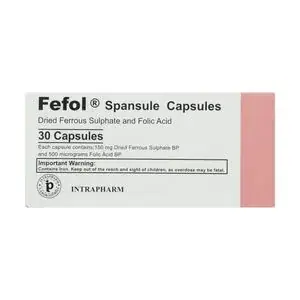 Fefol ® Spansule Capsules
Dried Ferrous Sulphate and Folic Acid
30 Capsules
Each capsule contains;150 mg Dried Ferrous Sulphate BP
and 500 micrograms Folic Acid BP
Important Warning:
Contains Iron. Keep out of the reach and sight of children, as overdose may be fatal.
ip
INTRAPHARM